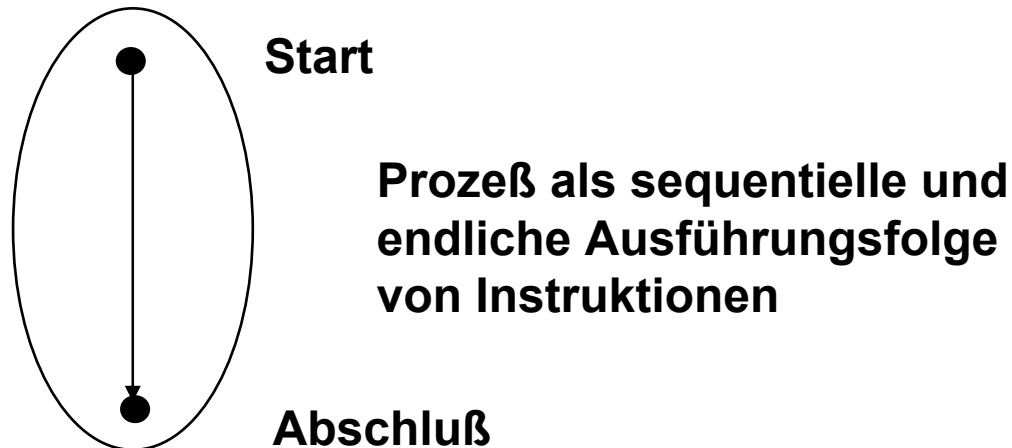 Start
Prozeß als sequentielle und
endliche Ausführungsfolge
von Instruktionen
Abschluß